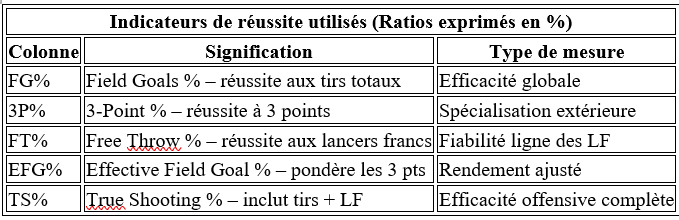 Indicateurs de réussite utilisés (Ratios exprimés en %)
Colonne Signification Type de mesure
FG% Field Goals % – réussite aux tirs totaux Efficacité globale
3P% 3-Point % – réussite à 3 points Spécialisation extérieure
FT% Free Throw % – réussite aux lancers francs Fiabilité ligne des LF
EFG% Effective Field Goal % – pondère les 3 pts Rendement ajusté
TS% True Shooting % – inclut tirs + LF Efficacité offensive complète